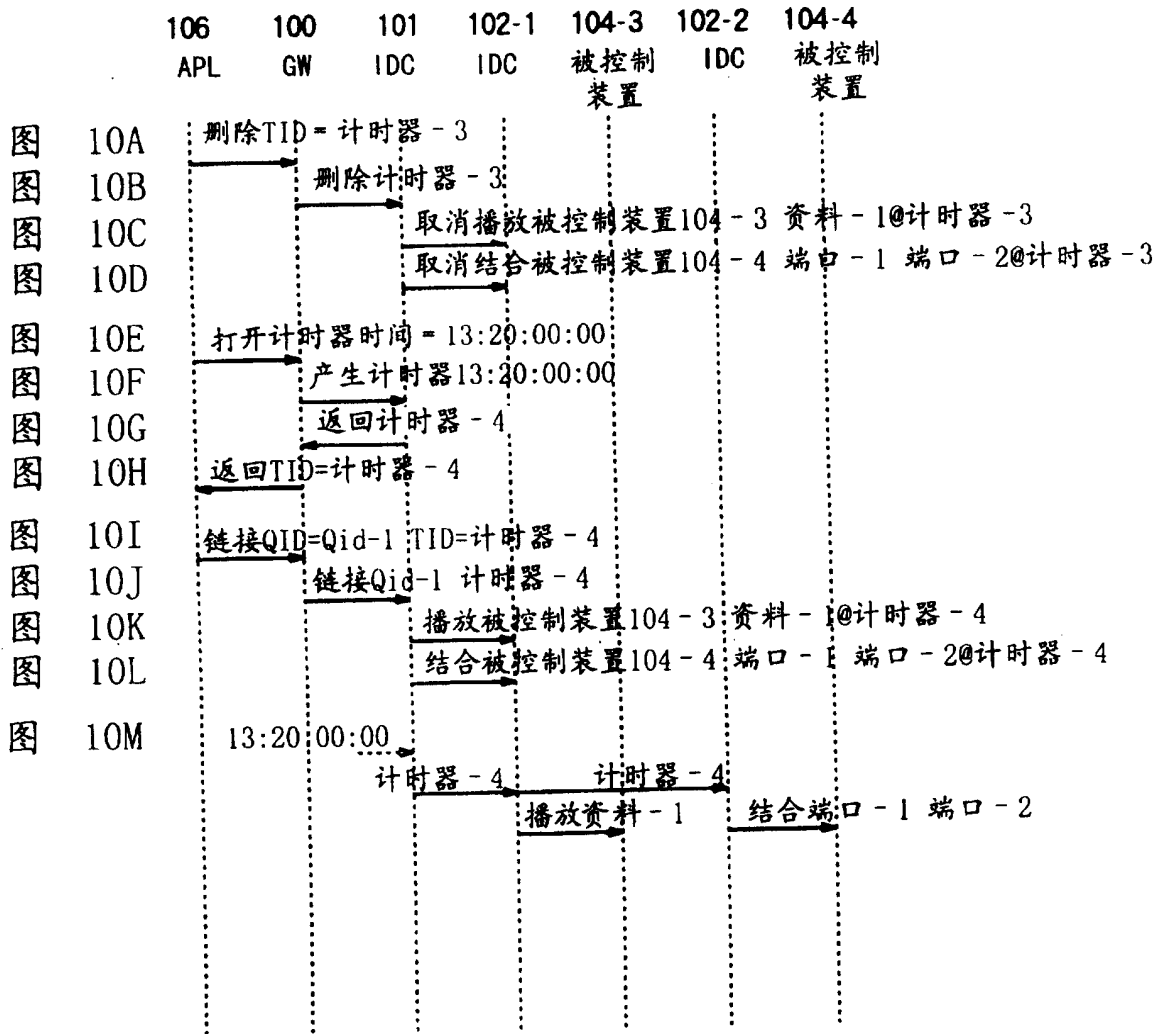 106 100 101 102-1 104-3 102-2 104-4
APL GW IDC IDC 被控制装置 IDC 被控制装置
图 10A 删除TID=计时器-3
图 10B 删除计时器-3
图 10C 取消播放被控制装置104-3 资料-1@计时器-3
图 10D 取消结合被控制装置104-4 端口-1 端口-2@计时器-3
图 10E 打开计时器时间=13:20:00:00
图 10F 产生计时器13:20:00:00
图 10G 返回计时器-4
图 10H 返回TID=计时器-4
图 10I 链接QID=Qid-1 TID=计时器-4
图 10J 链接Qid-1 计时器-4
图 10K 播放被控制装置104-3 资料-1@计时器-4
图 10L 结合被控制装置104-4 端口-1 端口-2@计时器-4
图 10M 13:20:00:00
计时器-4 计时器-4
播放资料-1 结合端口-1 端口-2